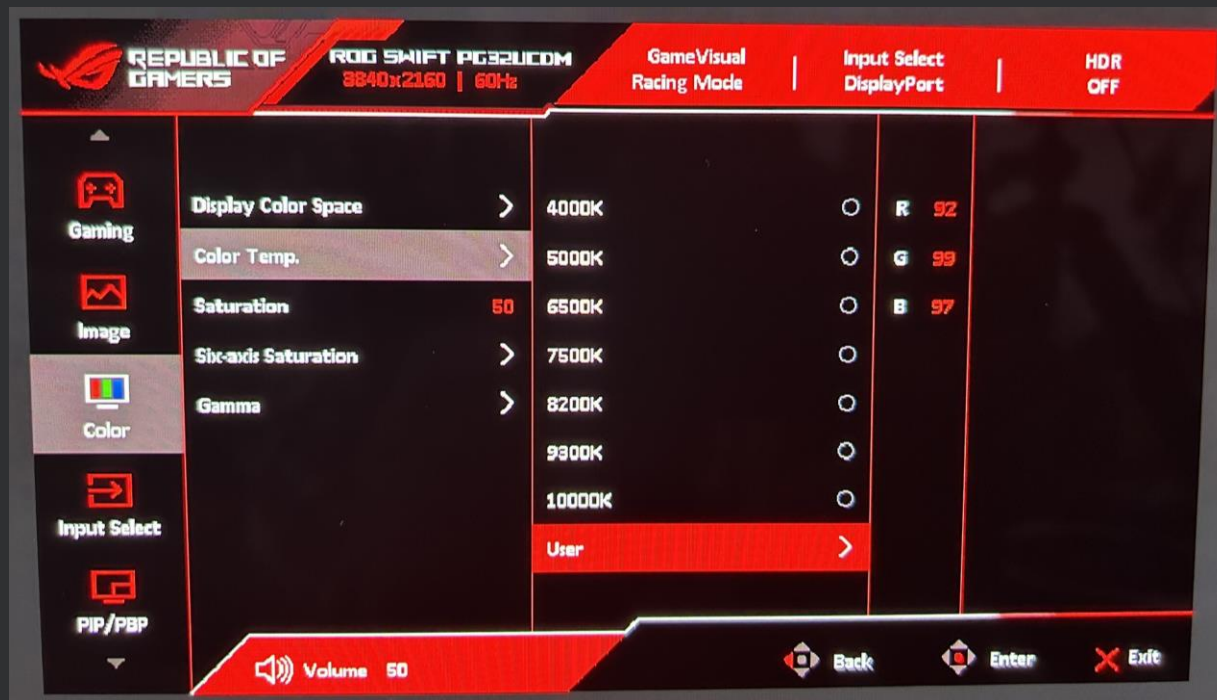 REPUBLIC OF
GAMERS
ROG SWIFT PG32UCDM
3840x2160 | 60Hz
GameVisual
Racing Mode
Input Select
DisplayPort
HDR
OFF
Gaming
Image
Color
Input Select
PIP/PBP
Display Color Space
Color Temp.
Saturation 50
Six-axis Saturation
Gamma
4000K
5000K
6500K
7500K
8200K
9300K
10000K
User
R 92
G 99
B 97
Volume 50
Back
Enter
Exit